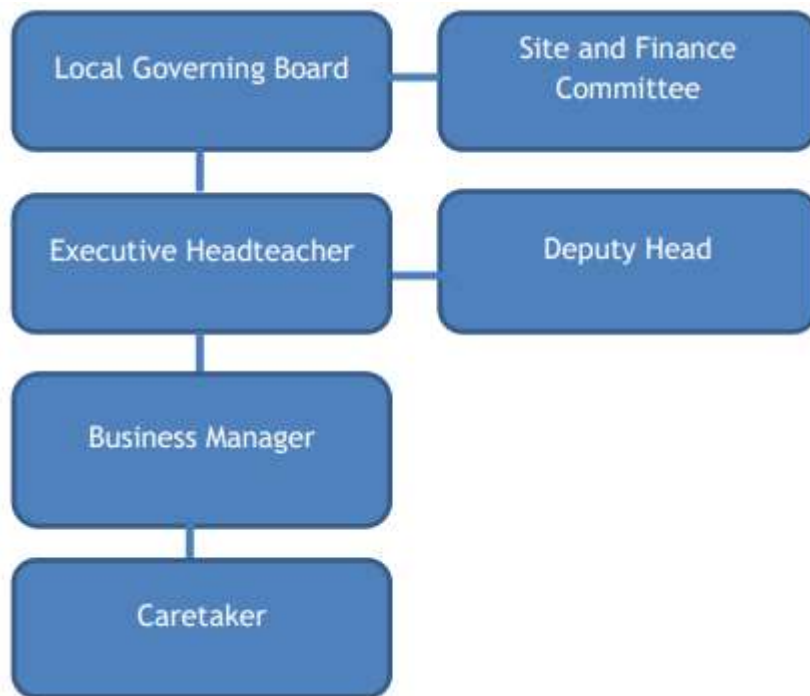 Local Governing Board
Site and Finance
Committee
Executive Headteacher
Deputy Head
Business Manager
Caretaker